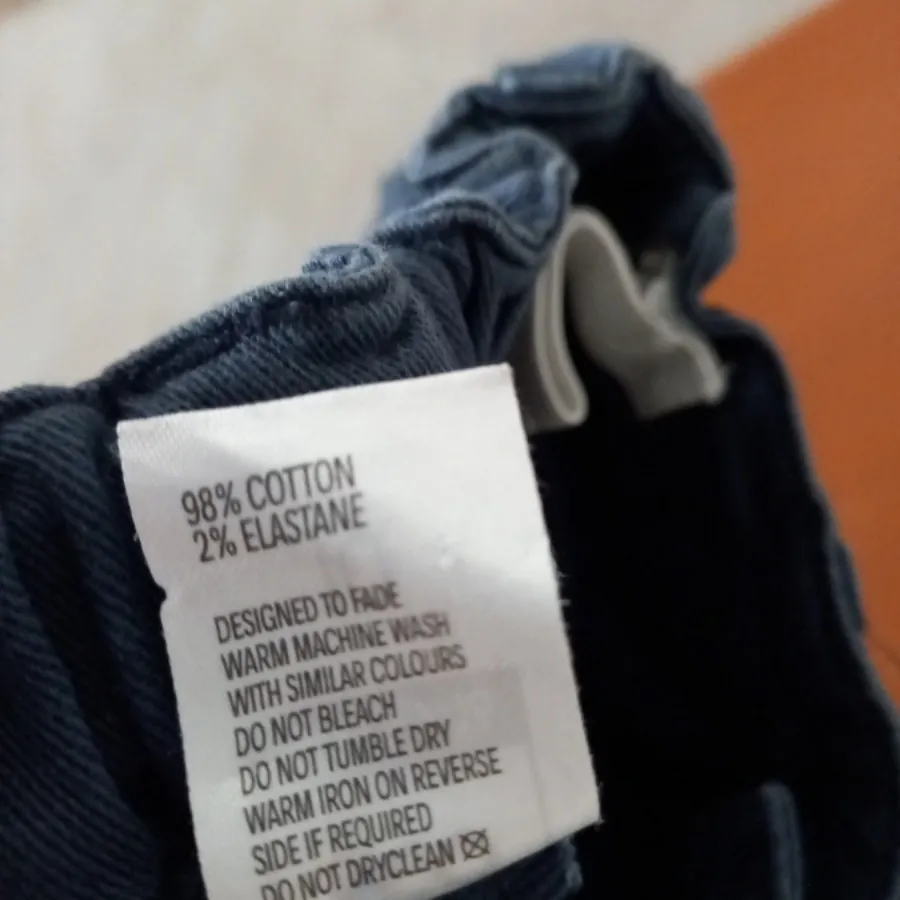 98% COTTON
2% ELASTANE
DESIGNED TO FADE
WARM MACHINE WASH
WITH SIMILAR COLOURS
DO NOT BLEACH
DO NOT TUMBLE DRY
WARM IRON ON REVERSE
SIDE IF REQUIRED
DO NOT DRYCLEAN